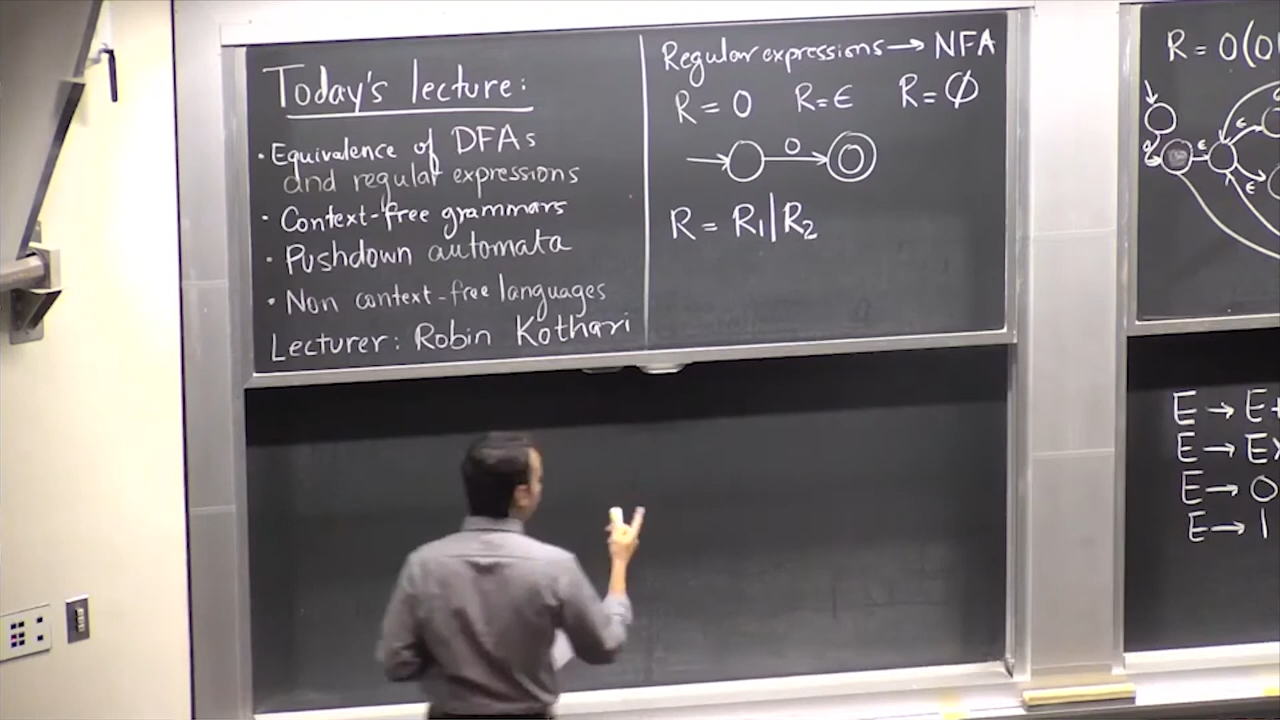 Today's lecture:
· Equivalence of DFAs
and regular expressions
· Context-free grammars
· Pushdown automata
· Non context-free languages
Lecturer: Robin Kothari
Regular expressions → NFA
R = 0 R = ε R = ∅
0
R = R₁|R₂
R = 0(0
ε
ε
ε
E → E+
E → E×
E → 0
E → 1